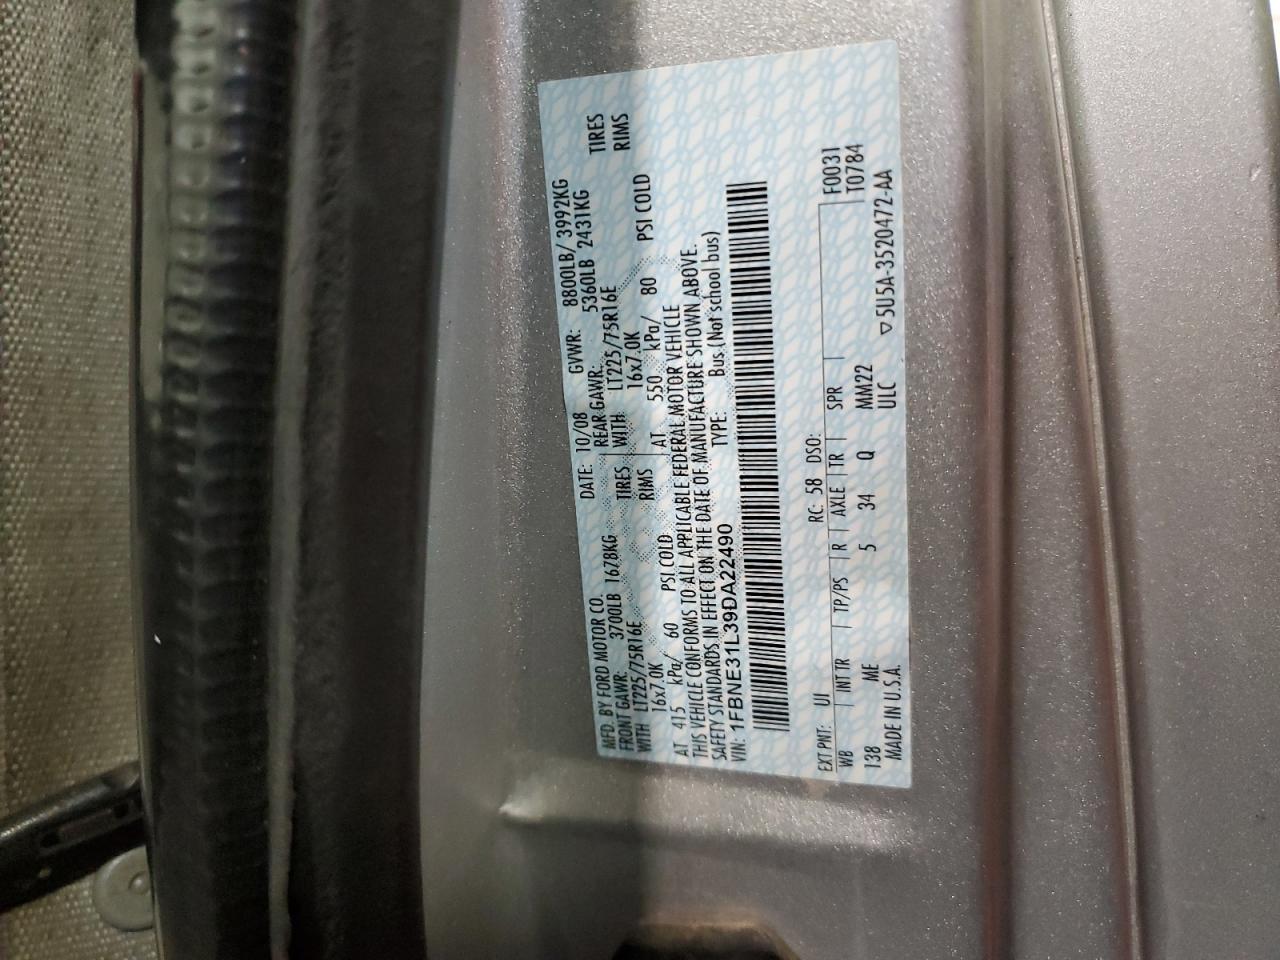 MFD. BY FORD MOTOR CO. DATE: 10/08 GVWR: 8800LB/ 3992KG
FRONT GAWR: 3700LB 1678KG REAR GAWR: 5360LB 2431KG
WITH LT225/75R16E TIRES WITH LT225/75R16E TIRES
16x7.0K RIMS 16x7.0K RIMS
AT 415 kPa/ 60 PSI COLD AT 550 kPa/ 80 PSI COLD
THIS VEHICLE CONFORMS TO ALL APPLICABLE FEDERAL MOTOR VEHICLE
SAFETY STANDARDS IN EFFECT ON THE DATE OF MANUFACTURE SHOWN ABOVE.
VIN: 1FBNE31L39DA22490 TYPE: Bus (Not school bus)
EXT PNT: UI RC: 58 DSO: F0031
WB INT TR TP/PS R AXLE TR SPR T0784
138 ME 5 34 Q MM22
MADE IN U.S.A. ULC ▽5U5A-3520472-AA